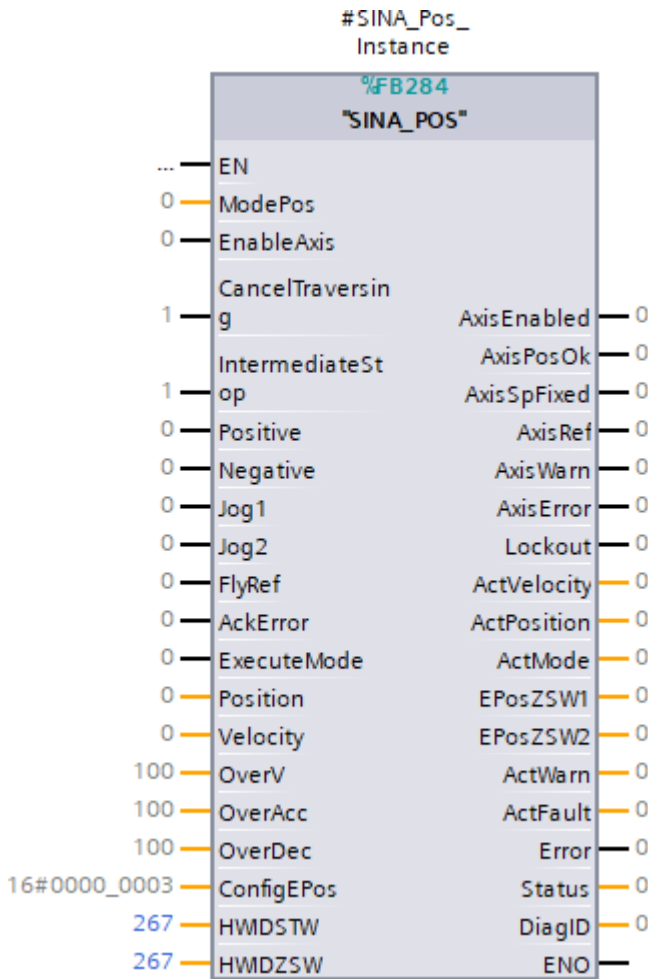 #SINA_Pos_
Instance
%FB284
"SINA_POS"
... EN
0 ModePos
0 EnableAxis
CancelTraversin
1 g AxisEnabled 0
AxisPosOk 0
IntermediateSt
1 op AxisSpFixed 0
0 Positive AxisRef 0
0 Negative AxisWarn 0
0 Jog1 AxisError 0
0 Jog2 Lockout 0
0 FlyRef ActVelocity 0
0 AckError ActPosition 0
0 ExecuteMode ActMode 0
0 Position EPosZSW1 0
0 Velocity EPosZSW2 0
100 OverV ActWarn 0
100 OverAcc ActFault 0
100 OverDec Error 0
16#0000_0003 ConfigEPos Status 0
267 HWIDSTW DiagID 0
267 HWIDZSW ENO